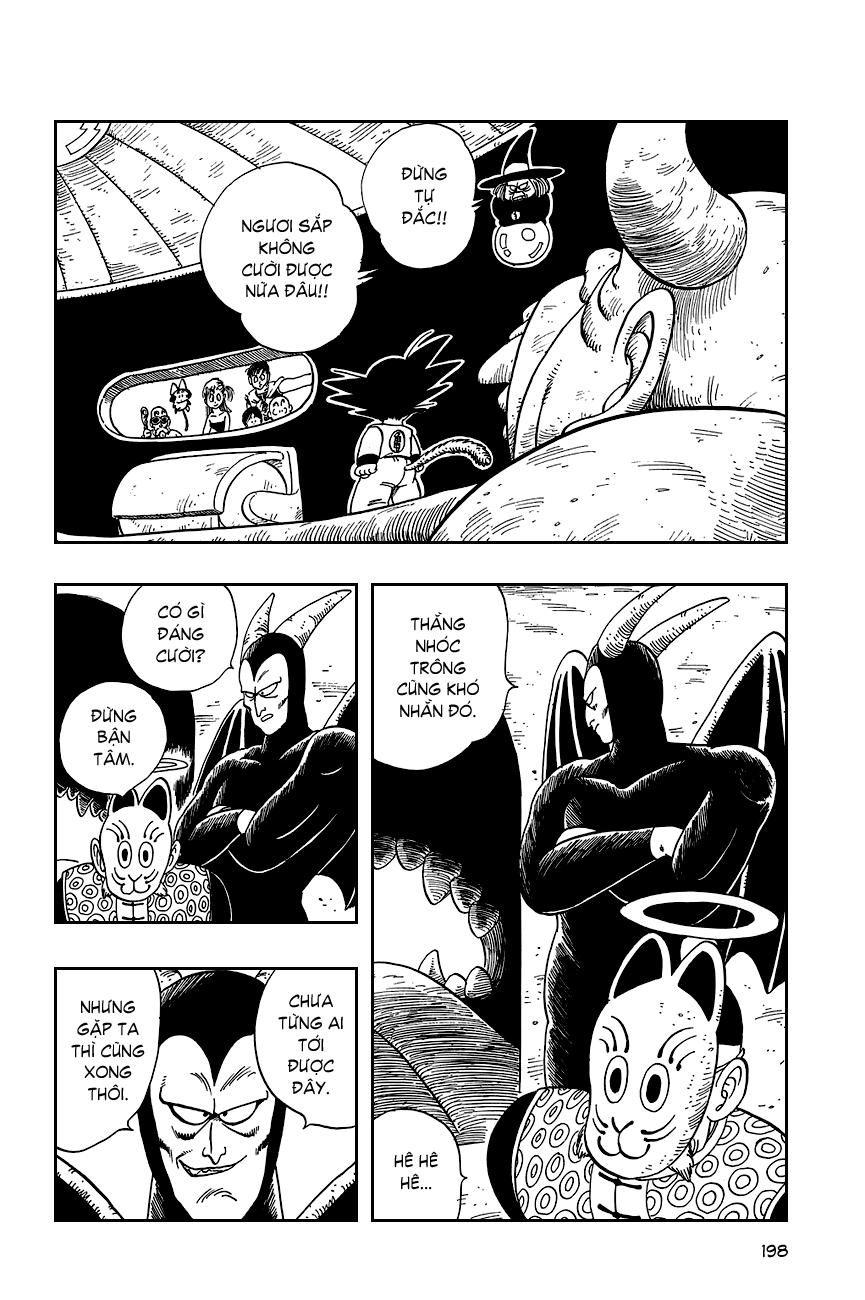 ĐỪNG
TỰ
ĐẮC!!
NGƯƠI SẮP
KHÔNG
CƯỜI ĐƯỢC
NỮA ĐÂU!!
THẰNG
NHÓC
TRÔNG
CŨNG KHÓ
NHẰN ĐÓ.
HÊ HÊ
HÊ...
CÓ GÌ
ĐÁNG
CƯỜI?
ĐỪNG
BẬN
TÂM.
CHƯA
TỪNG AI
TỚI
ĐƯỢC
ĐÂY.
NHƯNG
GẶP TA
THÌ CŨNG
XONG
THÔI.
198